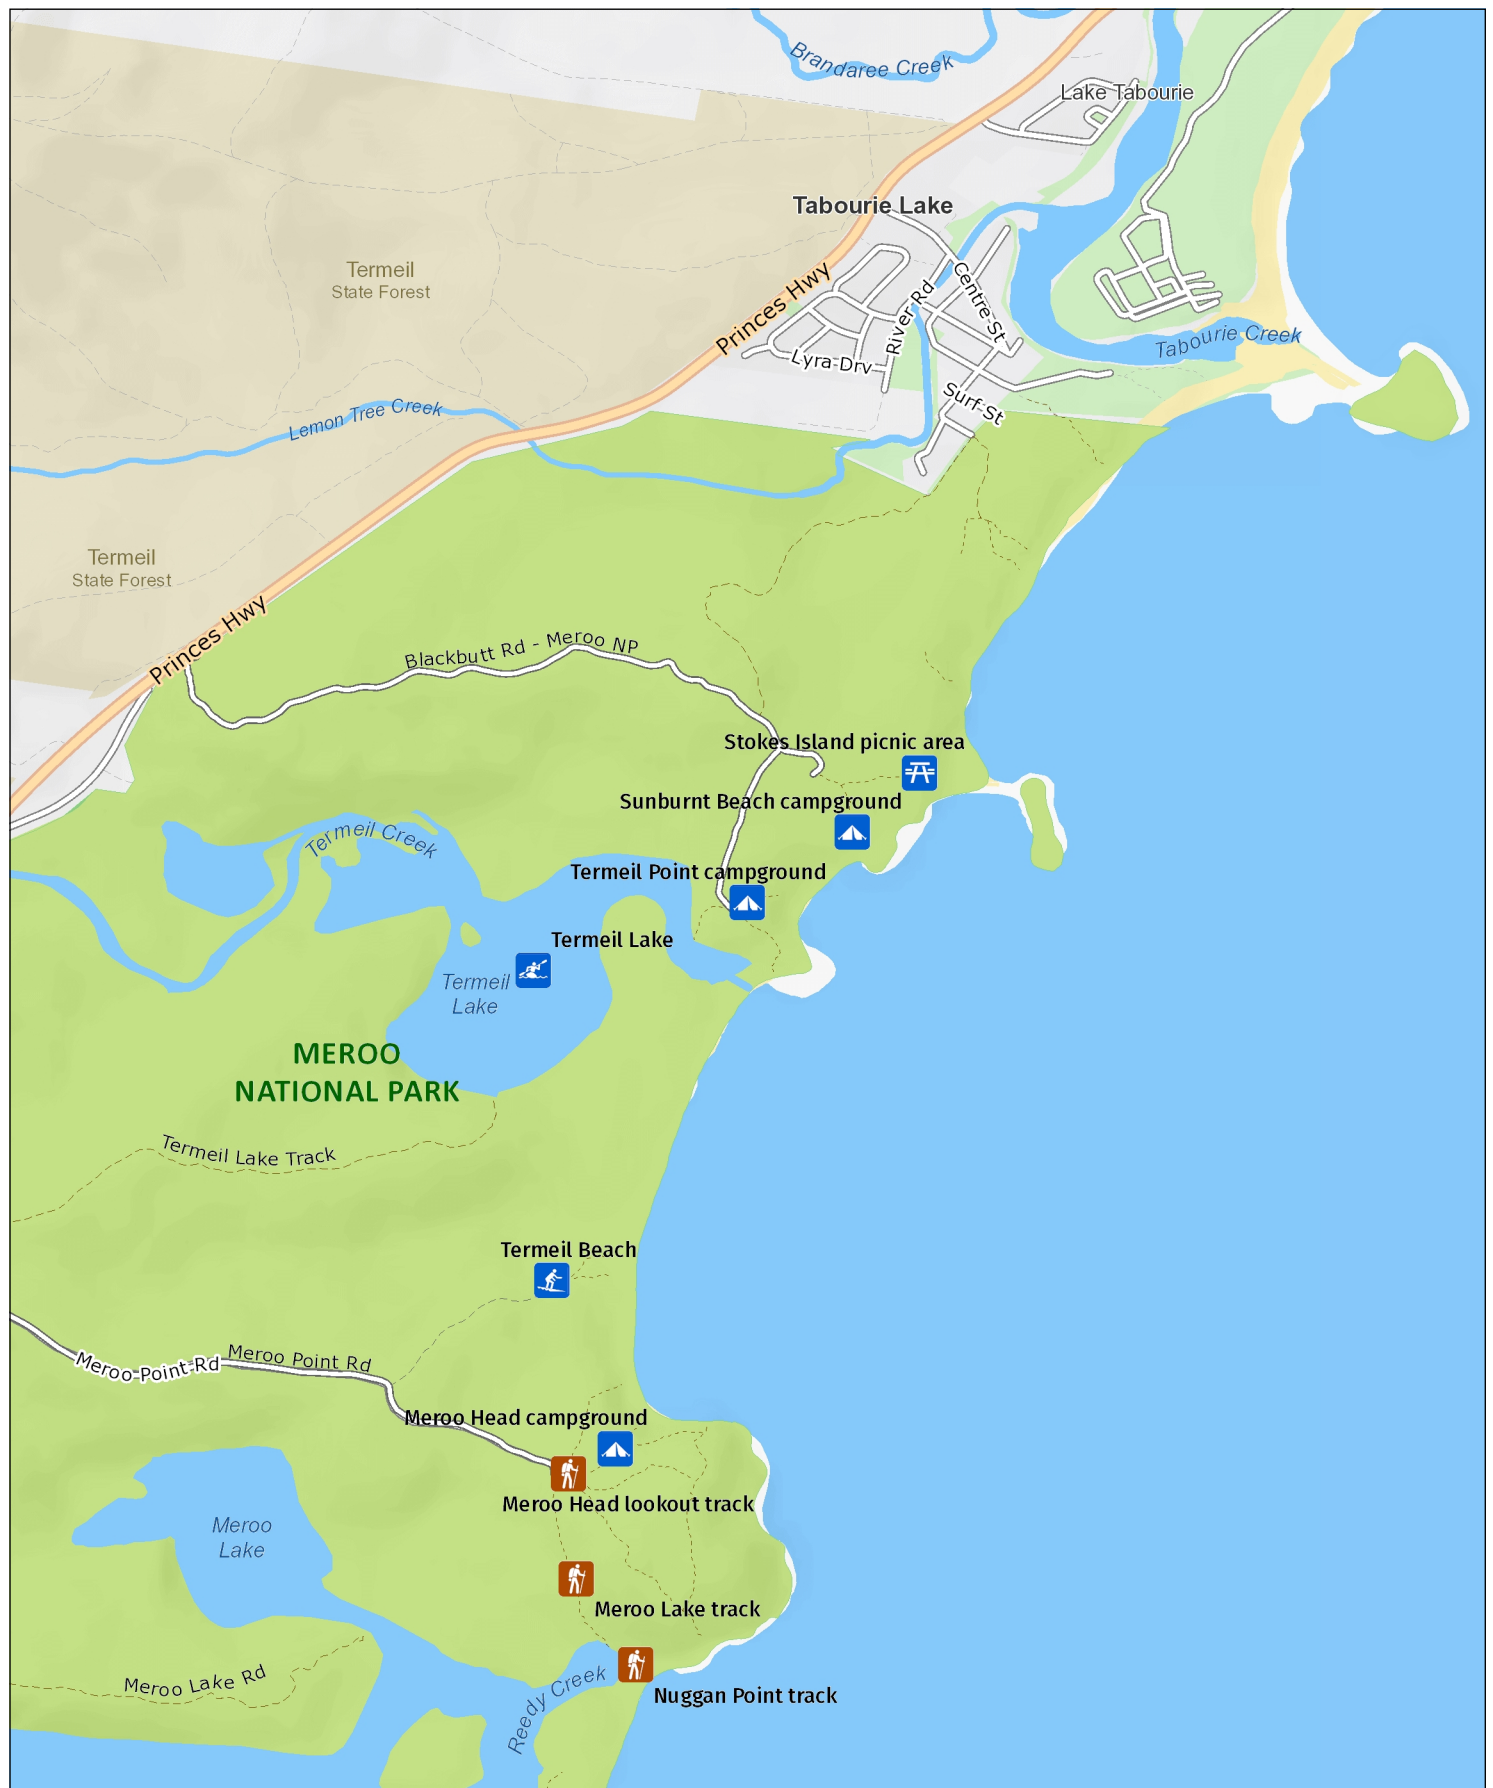 Brandaree Creek
Lake Tabourie
Tabourie Lake
Termeil
State Forest
Princes Hwy
Centre-St
River-Rd
Tabourie Creek
Lyra-Drv
Surf-St
Lemon Tree Creek
Termeil
State Forest
Princes Hwy
Blackbutt Rd - Meroo NP
Stokes Island picnic area
Sunburnt Beach campground
Termeil Creek
Termeil Point campground
Termeil Lake
Termeil
Lake
MEROO
NATIONAL PARK
Termeil Lake Track
Termeil Beach
Meroo-Point-Rd
Meroo Point Rd
Meroo Head campground
Meroo Head lookout track
Meroo
Lake
Meroo Lake track
Meroo Lake Rd
Reedy Creek
Nuggan Point track